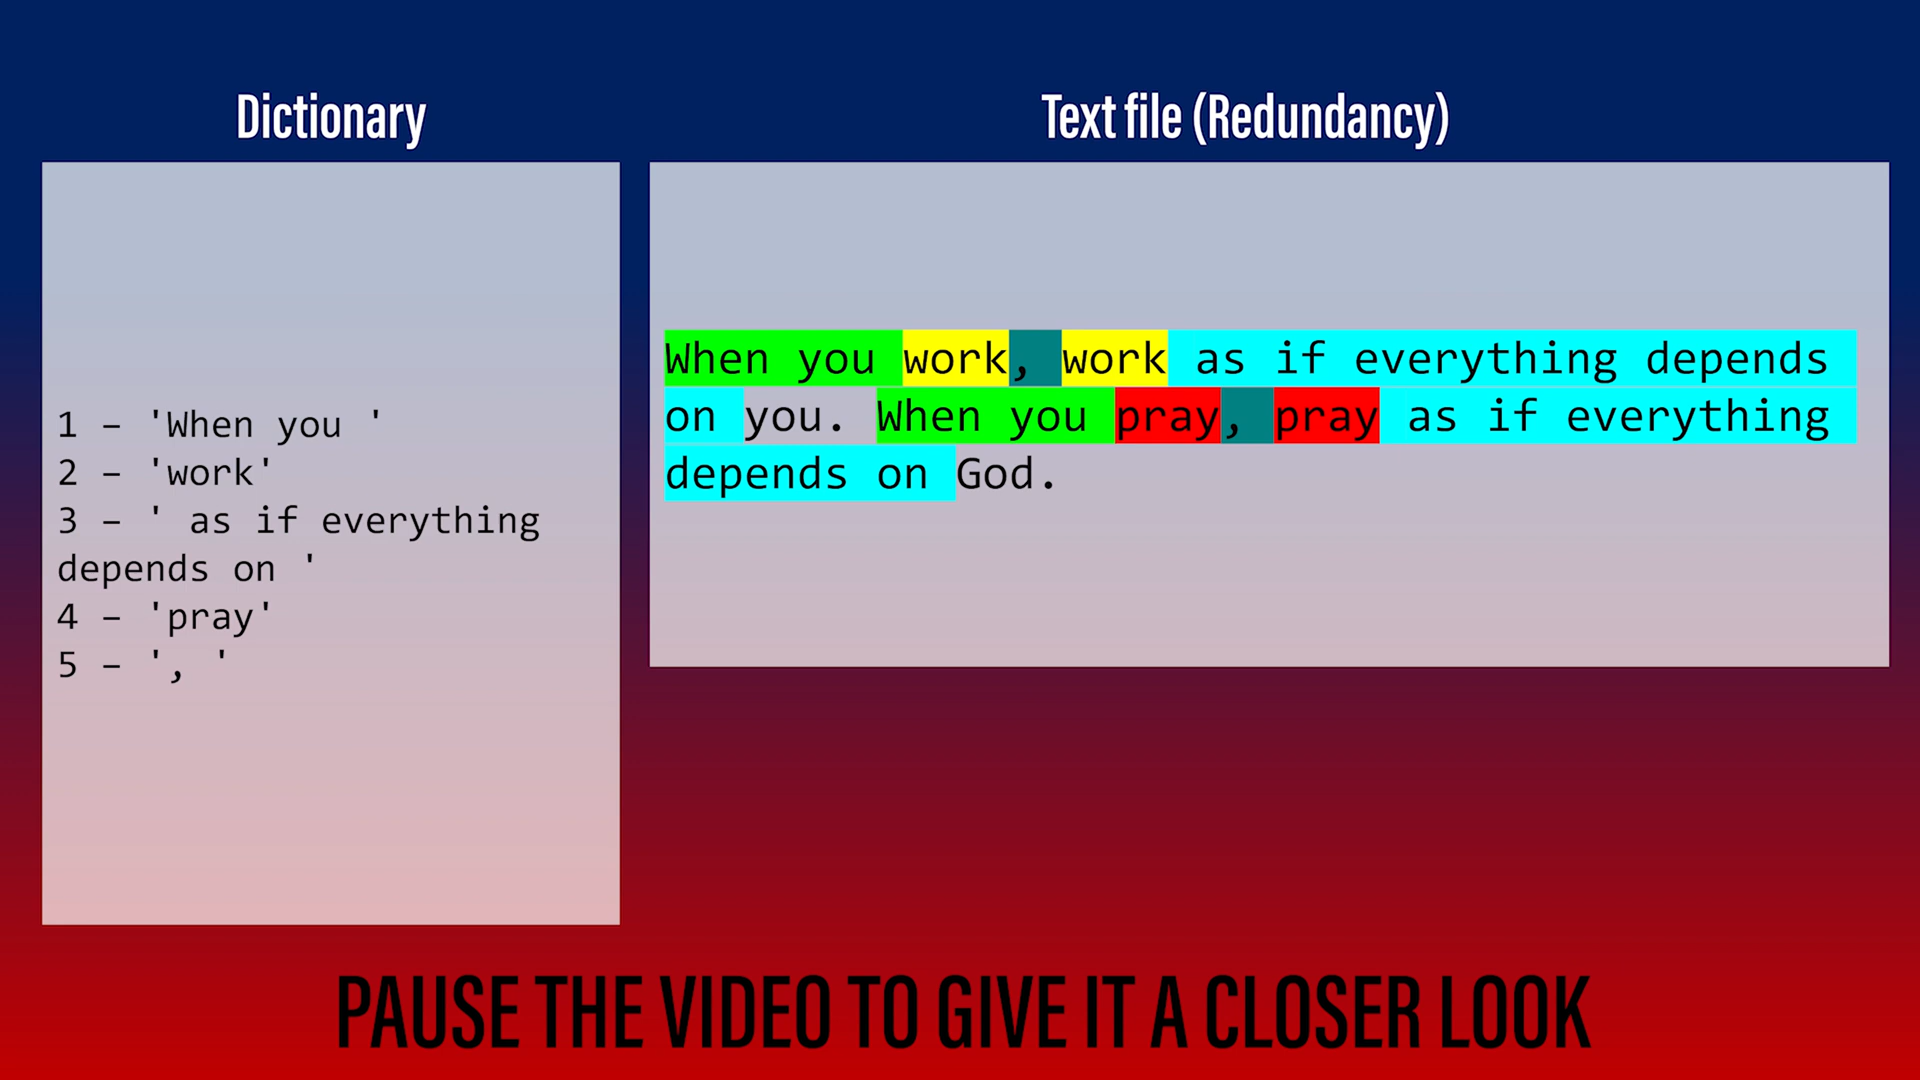 Dictionary
1 – 'When you '
2 – 'work'
3 – ' as if everything
depends on '
4 – 'pray'
5 – ', '
Text file (Redundancy)
When you work, work as if everything depends
on you. When you pray, pray as if everything
depends on God.
PAUSE THE VIDEO TO GIVE IT A CLOSER LOOK